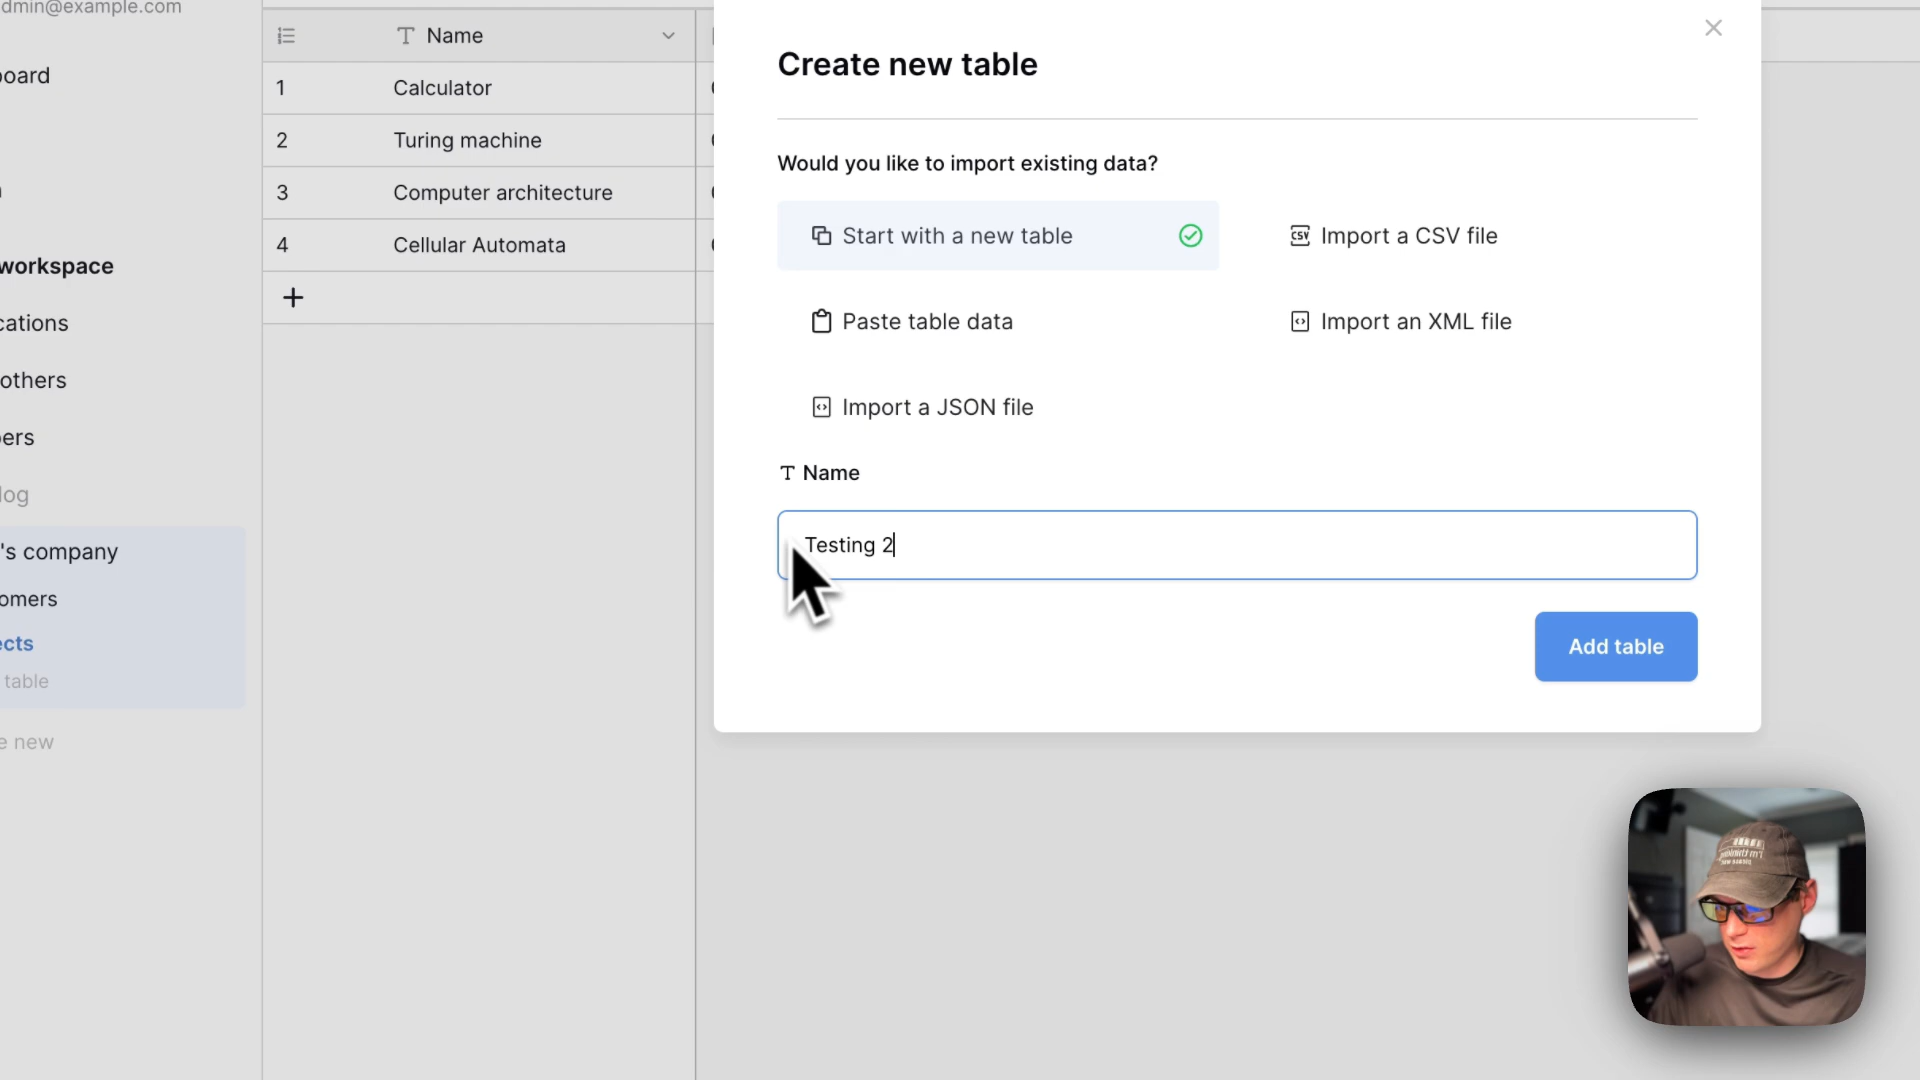 dmin@example.com
board
workspace
cations
others
ers
log
's company
omers
ects
table
e new
Name
1 Calculator
2 Turing machine
3 Computer architecture
4 Cellular Automata
+
Create new table
Would you like to import existing data?
Start with a new table
Import a CSV file
Paste table data
Import an XML file
Import a JSON file
Name
Testing 2
Add table